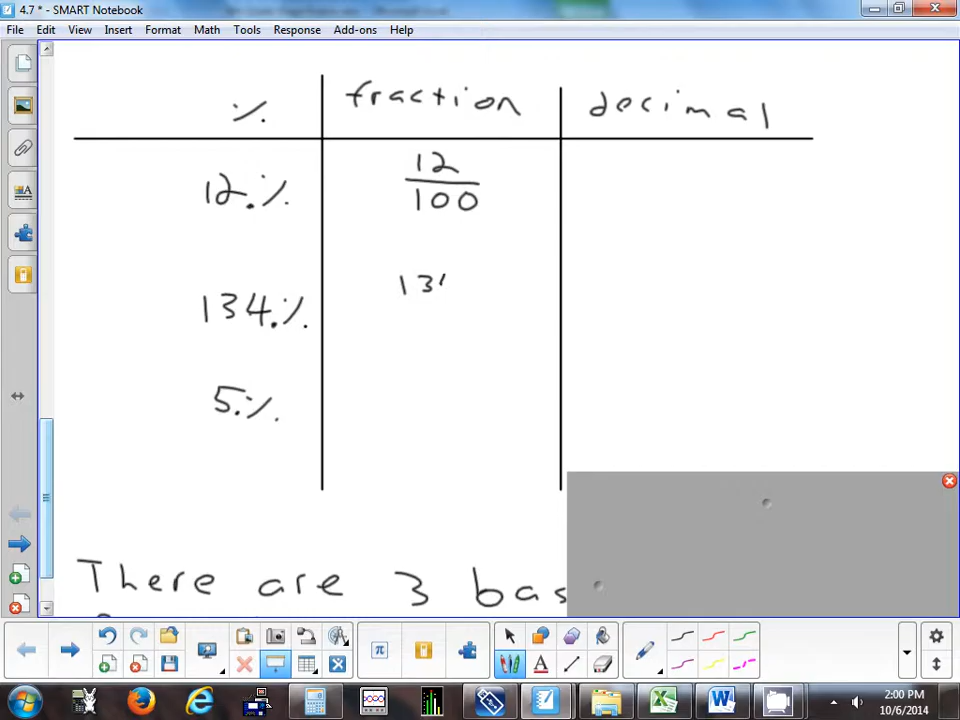 4.7 * - SMART Notebook
File Edit View Insert Format Math Tools Response Add-ons Help
% fraction decimal
12.% 12/100
134.% 13
5.%
There are 3 bas
2:00 PM
10/6/2014